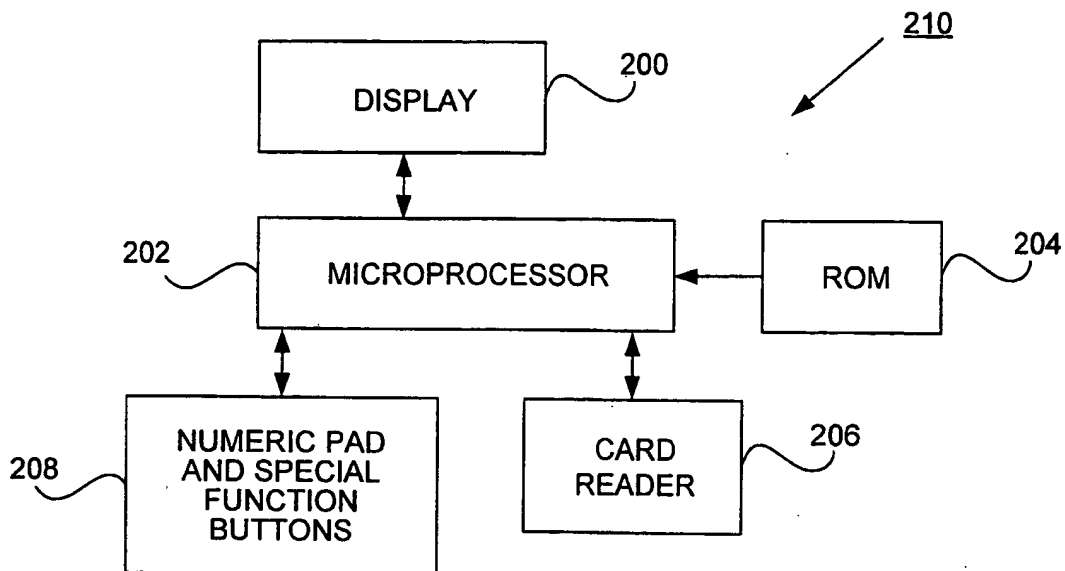 210
200
DISPLAY
202
MICROPROCESSOR
204
ROM
208
NUMERIC PAD
AND SPECIAL
FUNCTION
BUTTONS
CARD
READER
206